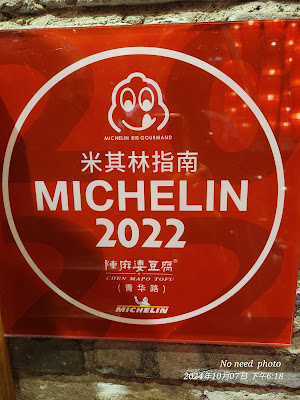 MICHELIN BIB GOURMAND
米其林指南
MICHELIN
2022
陳麻婆豆腐®
CHEN MAPO TOFU
(青华路)
MICHELIN
No need photo
2024年10月07日 下午6:18